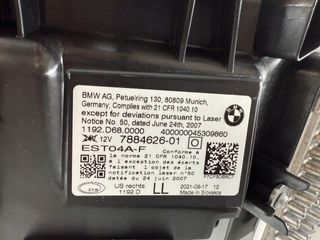 BMW AG, Petuelring 130, 80809 Munich,
Germany, Complies with 21 CFR 1040.10
except for deviations pursuant to Laser
Notice No. 50, dated June 24th, 2007
1192.D68.0000 400000045309860
12V 7884626-01
EST04A-F Conforme à
la norme 21 CFR 1040.10,
faisant l'objet de la
notification laser n°50
datée du 24 juin 2007
US rechts
1192.D
LL
2021-09-17 12
Made in Slovakia